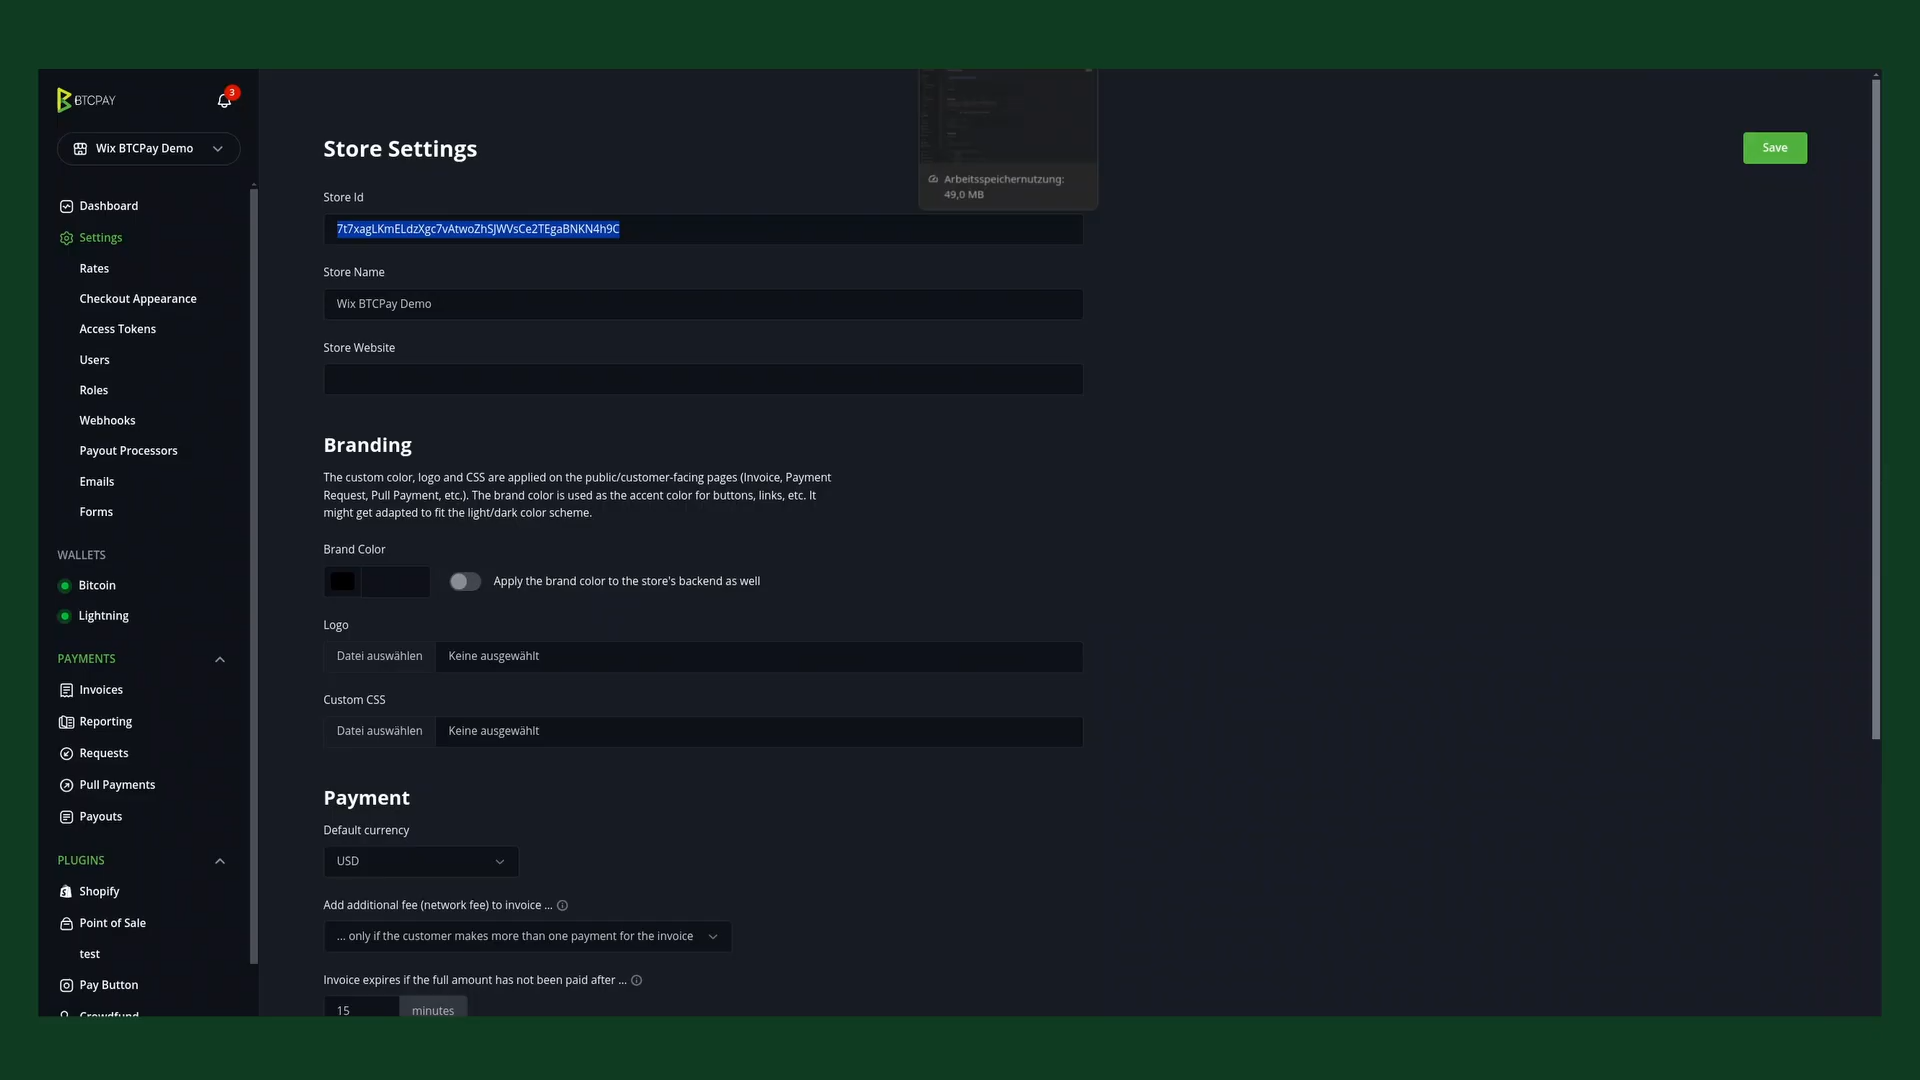 BTCPAY
3
Wix BTCPay Demo
Dashboard
Settings
Rates
Checkout Appearance
Access Tokens
Users
Roles
Webhooks
Payout Processors
Emails
Forms
WALLETS
Bitcoin
Lightning
PAYMENTS
Invoices
Reporting
Requests
Pull Payments
Payouts
PLUGINS
Shopify
Point of Sale
test
Pay Button
Crowdfund
Store Settings
Save
Arbeitsspeichernutzung:
49,0 MB
Store Id
7t7xagLKmELdzXgc7vAtwoZhSJWVsCe2TEgaBNKN4h9C
Store Name
Wix BTCPay Demo
Store Website
Branding
The custom color, logo and CSS are applied on the public/customer-facing pages (Invoice, Payment
Request, Pull Payment, etc.). The brand color is used as the accent color for buttons, links, etc. It
might get adapted to fit the light/dark color scheme.
Brand Color
Apply the brand color to the store's backend as well
Logo
Datei auswählen Keine ausgewählt
Custom CSS
Datei auswählen Keine ausgewählt
Payment
Default currency
USD
Add additional fee (network fee) to invoice ...
... only if the customer makes more than one payment for the invoice
Invoice expires if the full amount has not been paid after ...
15 minutes